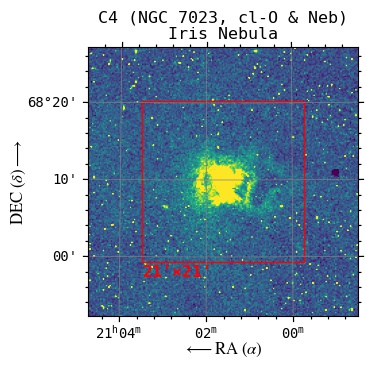 C4 (NGC 7023, cl-O & Neb)
Iris Nebula
68°20'
10'
00'
21'×21'
21ʰ04ᵐ
02ᵐ
00ᵐ
DEC (δ) ⟶
⟵ RA (α)